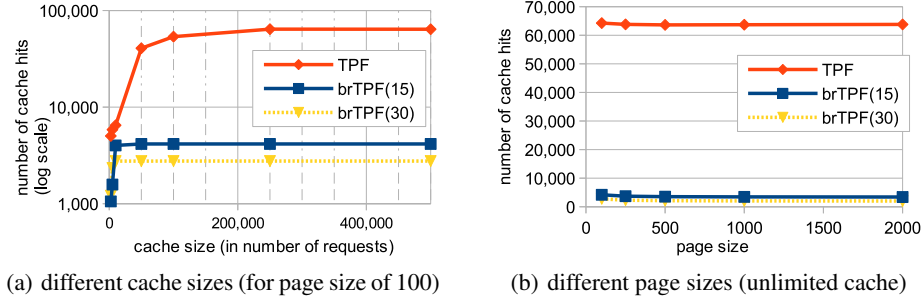 100,000
10,000
1,000
0
200,000
400,000
number of cache hits
(log scale)
cache size (in number of requests)
TPF
brTPF(15)
brTPF(30)
(a) different cache sizes (for page size of 100)
70,000
60,000
50,000
40,000
30,000
20,000
10,000
0
0
500
1000
1500
2000
number of cache hits
page size
TPF
brTPF(15)
brTPF(30)
(b) different page sizes (unlimited cache)